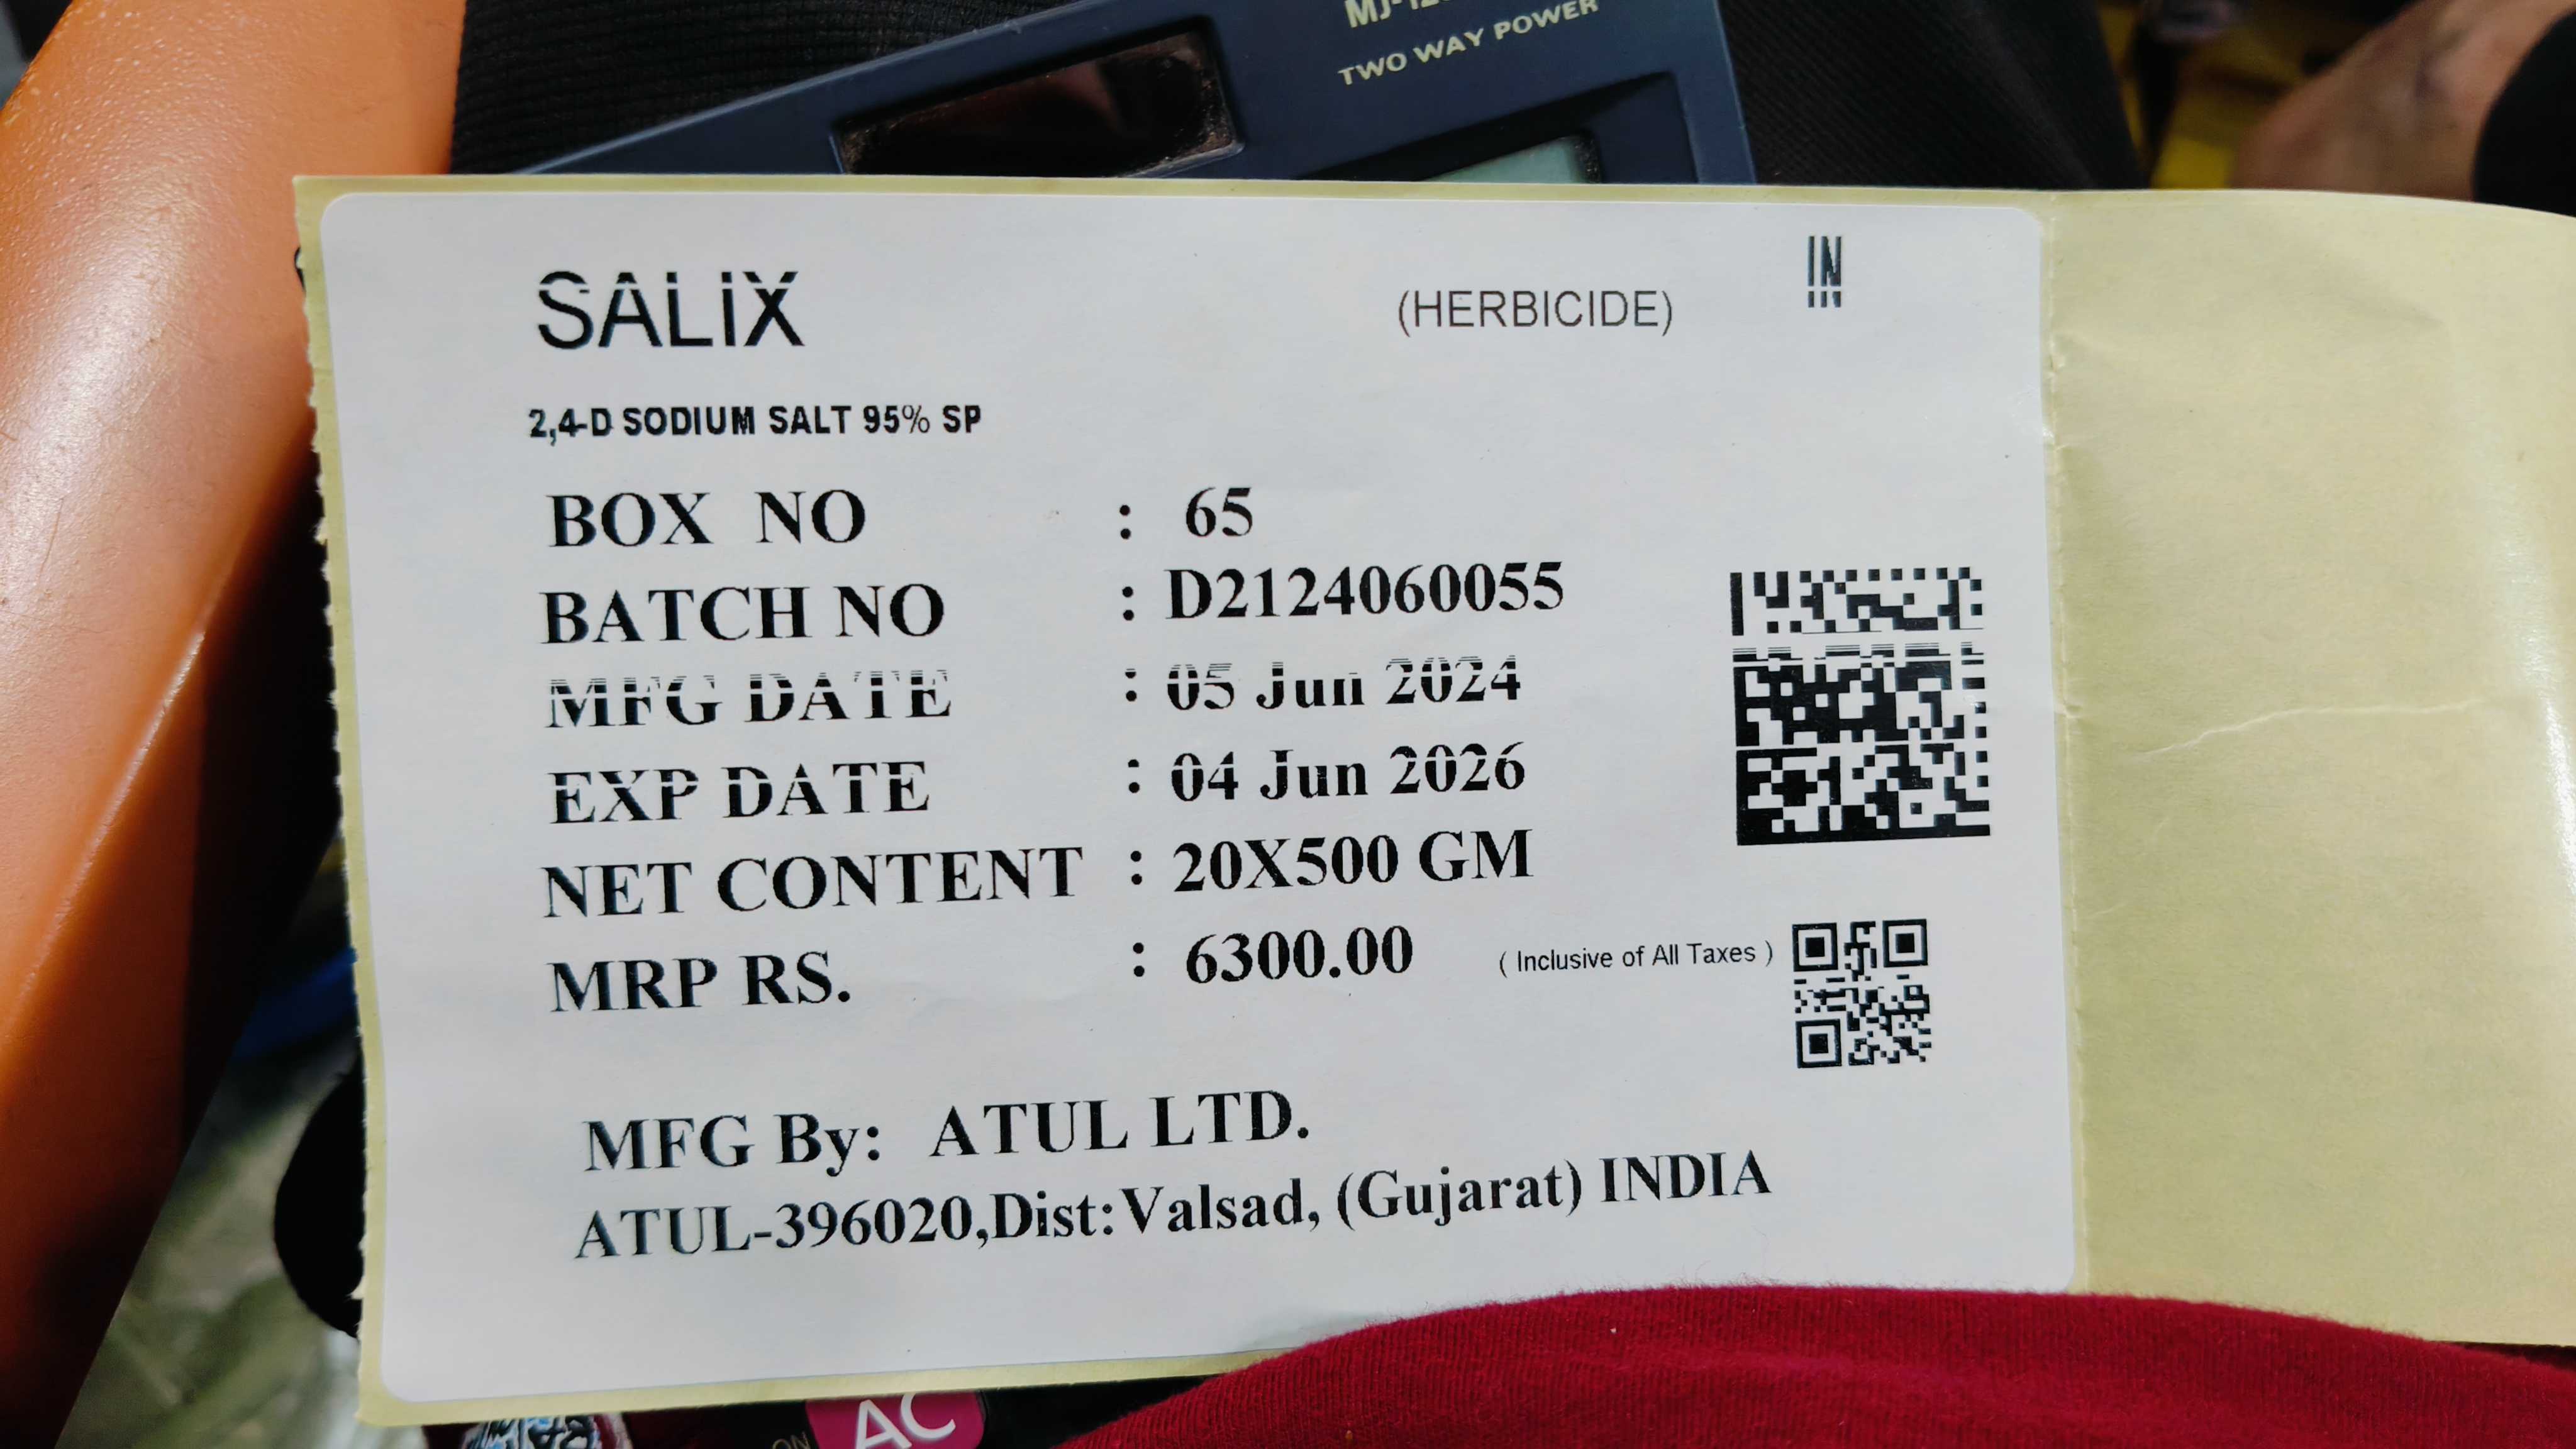 TWO WAY POWER
SALIX (HERBICIDE) IN
2,4-D SODIUM SALT 95% SP
BOX NO : 65
BATCH NO : D2124060055
MFG DATE : 05 Jun 2024
EXP DATE : 04 Jun 2026
NET CONTENT : 20X500 GM
MRP RS. : 6300.00 ( Inclusive of All Taxes )
MFG By: ATUL LTD.
ATUL-396020,Dist:Valsad, (Gujarat) INDIA
ON AC